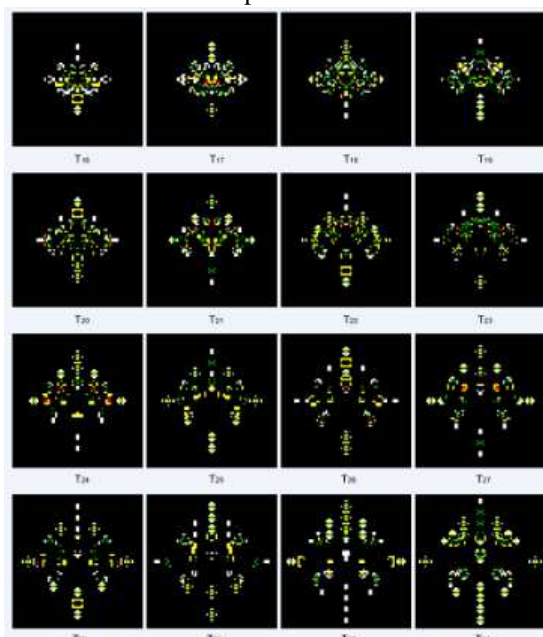 T₁₆ T₁₇ T₁₈ T₁₉
T₂₀ T₂₁ T₂₂ T₂₃
T₂₄ T₂₅ T₂₆ T₂₇